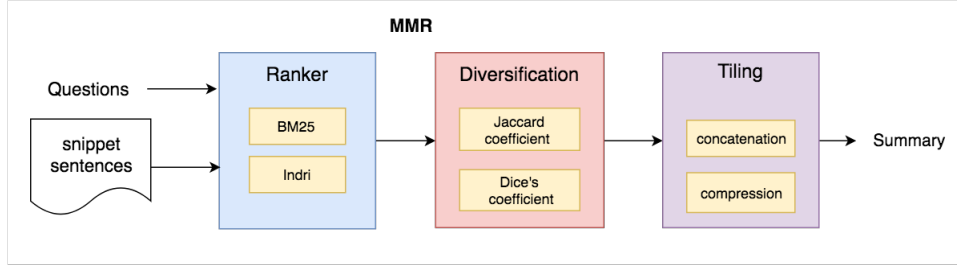 MMR
Questions
snippet
sentences
Ranker
BM25
Indri
Diversification
Jaccard
coefficient
Dice's
coefficient
Tiling
concatenation
compression
Summary